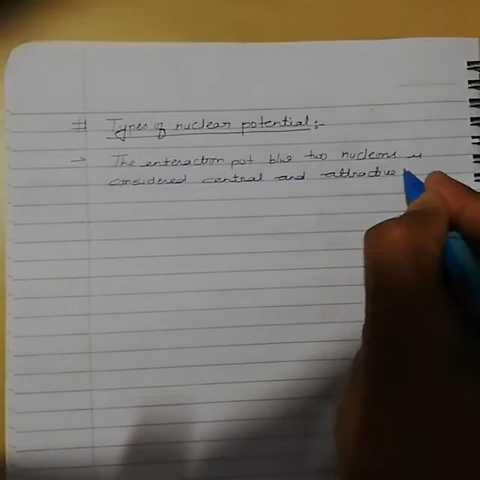 # Types of nuclear potential :-
→ The interaction pot b/w two nucleons is
considered central and attractive